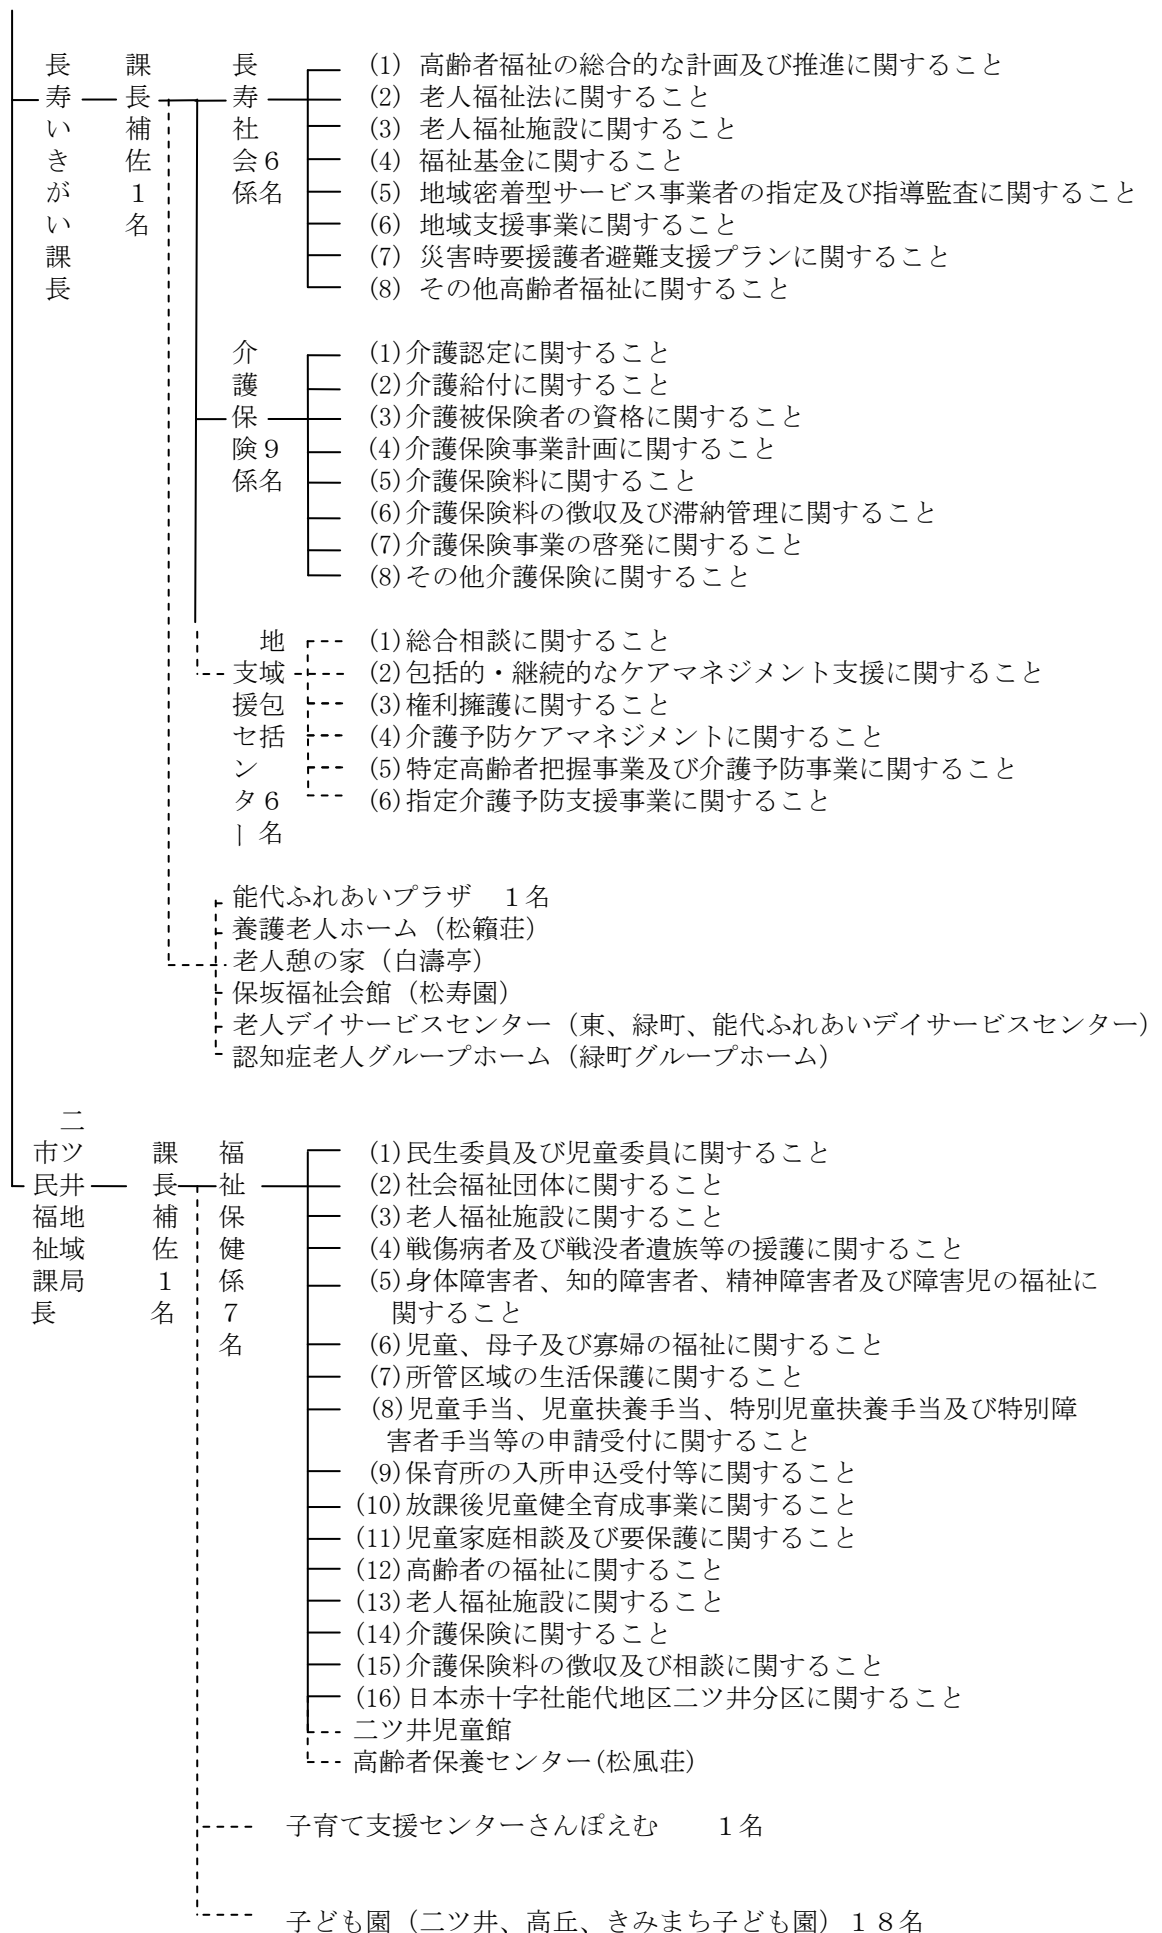 長寿いきがい課長
課長補佐１名
長寿社会係
６名
(1) 高齢者福祉の総合的な計画及び推進に関すること
(2) 老人福祉法に関すること
(3) 老人福祉施設に関すること
(4) 福祉基金に関すること
(5) 地域密着型サービス事業者の指定及び指導監査に関すること
(6) 地域支援事業に関すること
(7) 災害時要援護者避難支援プランに関すること
(8) その他高齢者福祉に関すること
介護保険係
９名
(1)介護認定に関すること
(2)介護給付に関すること
(3)介護被保険者の資格に関すること
(4)介護保険事業計画に関すること
(5)介護保険料に関すること
(6)介護保険料の徴収及び滞納管理に関すること
(7)介護保険事業の啓発に関すること
(8)その他介護保険に関すること
地域包括
支援センター
６名
(1)総合相談に関すること
(2)包括的・継続的なケアマネジメント支援に関すること
(3)権利擁護に関すること
(4)介護予防ケアマネジメントに関すること
(5)特定高齢者把握事業及び介護予防事業に関すること
(6)指定介護予防支援事業に関すること
能代ふれあいプラザ　１名
養護老人ホーム（松籟荘）
老人憩の家（白濤亭）
保坂福祉会館（松寿園）
老人デイサービスセンター（東、緑町、能代ふれあいデイサービスセンター）
認知症老人グループホーム（緑町グループホーム）
二ツ井地域局
市民福祉課長
課長補佐１名
福祉保健係７名
(1)民生委員及び児童委員に関すること
(2)社会福祉団体に関すること
(3)老人福祉施設に関すること
(4)戦傷病者及び戦没者遺族等の援護に関すること
(5)身体障害者、知的障害者、精神障害者及び障害児の福祉に
関すること
(6)児童、母子及び寡婦の福祉に関すること
(7)所管区域の生活保護に関すること
(8)児童手当、児童扶養手当、特別児童扶養手当及び特別障
害者手当等の申請受付に関すること
(9)保育所の入所申込受付等に関すること
(10)放課後児童健全育成事業に関すること
(11)児童家庭相談及び要保護に関すること
(12)高齢者の福祉に関すること
(13)老人福祉施設に関すること
(14)介護保険に関すること
(15)介護保険料の徴収及び相談に関すること
(16)日本赤十字社能代地区二ツ井分区に関すること
二ツ井児童館
高齢者保養センター(松風荘)
子育て支援センターさんぽえむ　１名
子ども園（二ツ井、高丘、きみまち子ども園）１８名